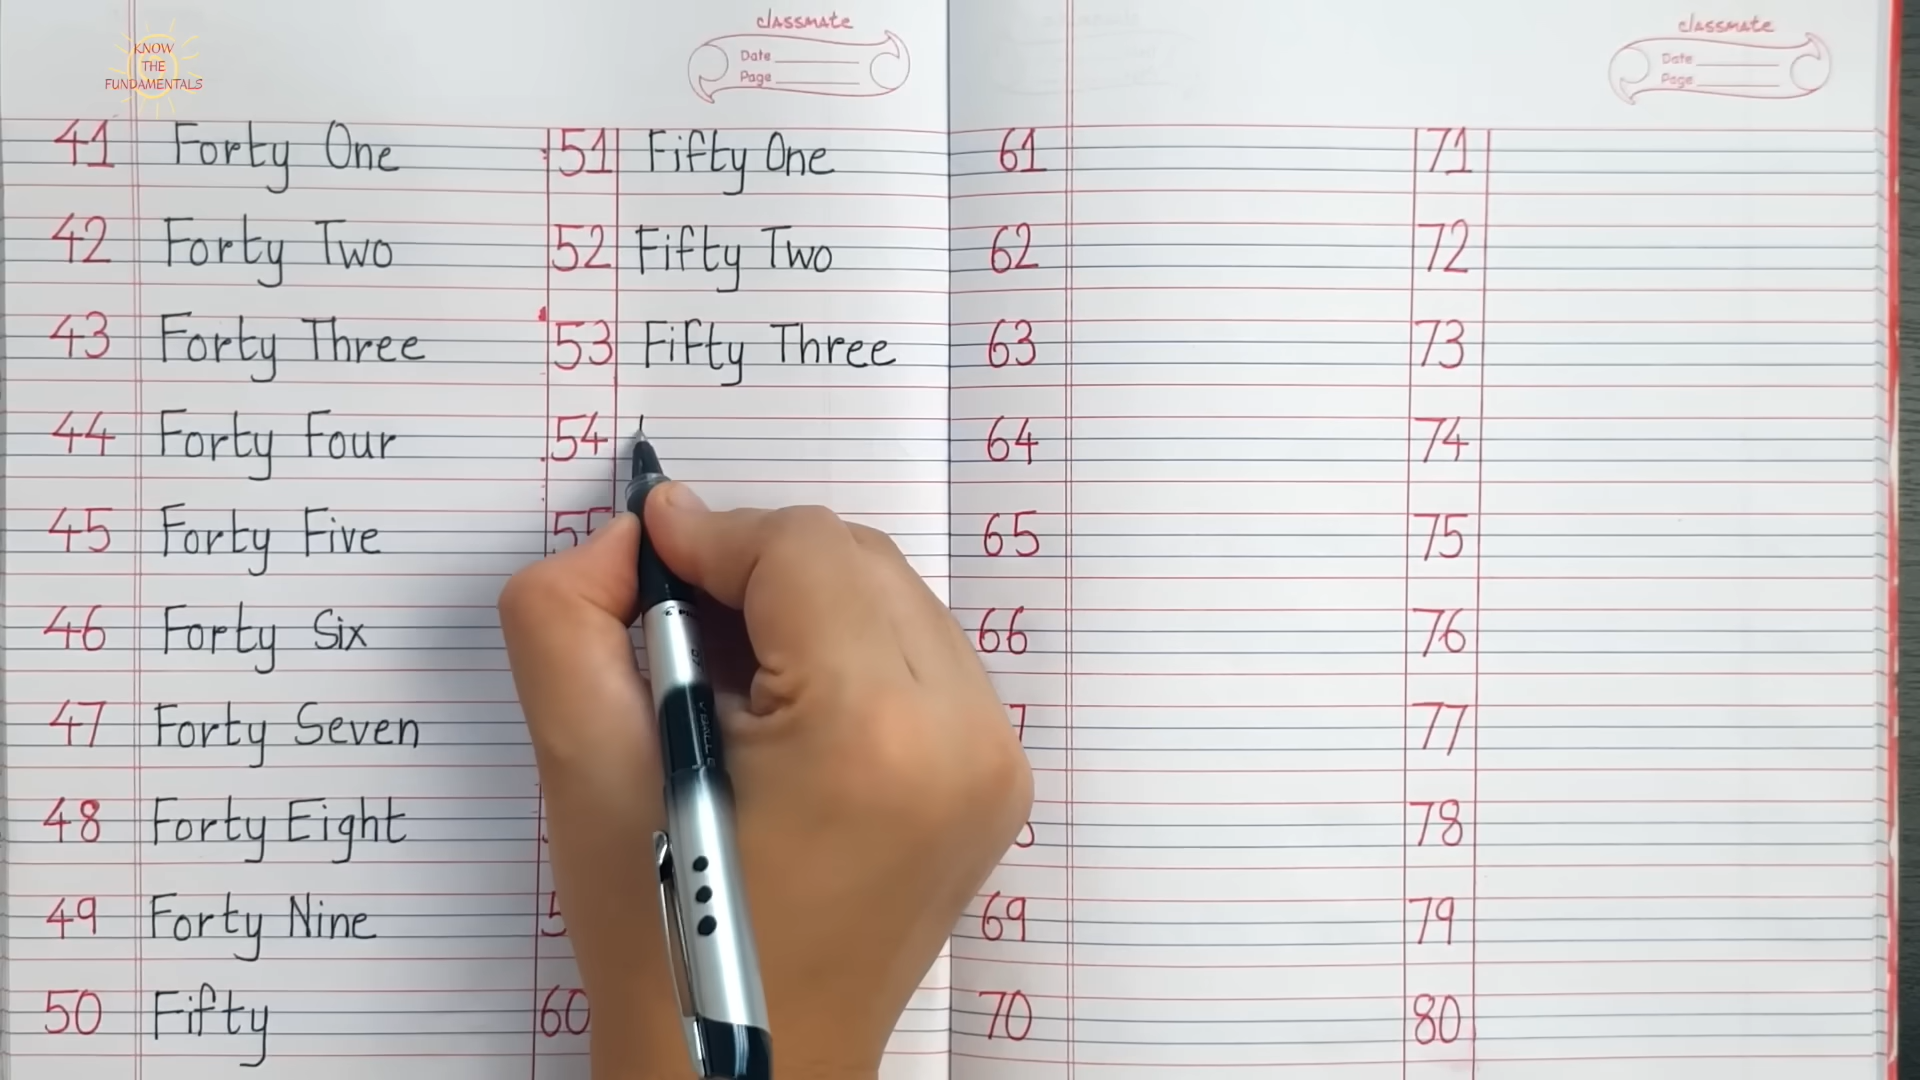 KNOW
THE
FUNDAMENTALS
classmate
Date
Page
classmate
Date
Page
41 Forty One 51 Fifty One 61 71
42 Forty Two 52 Fifty Two 62 72
43 Forty Three 53 Fifty Three 63 73
44 Forty Four 54 64 74
45 Forty Five 65 75
46 Forty Six 66 76
47 Forty Seven 77
48 Forty Eight 78
49 Forty Nine 69 79
50 Fifty 60 70 80